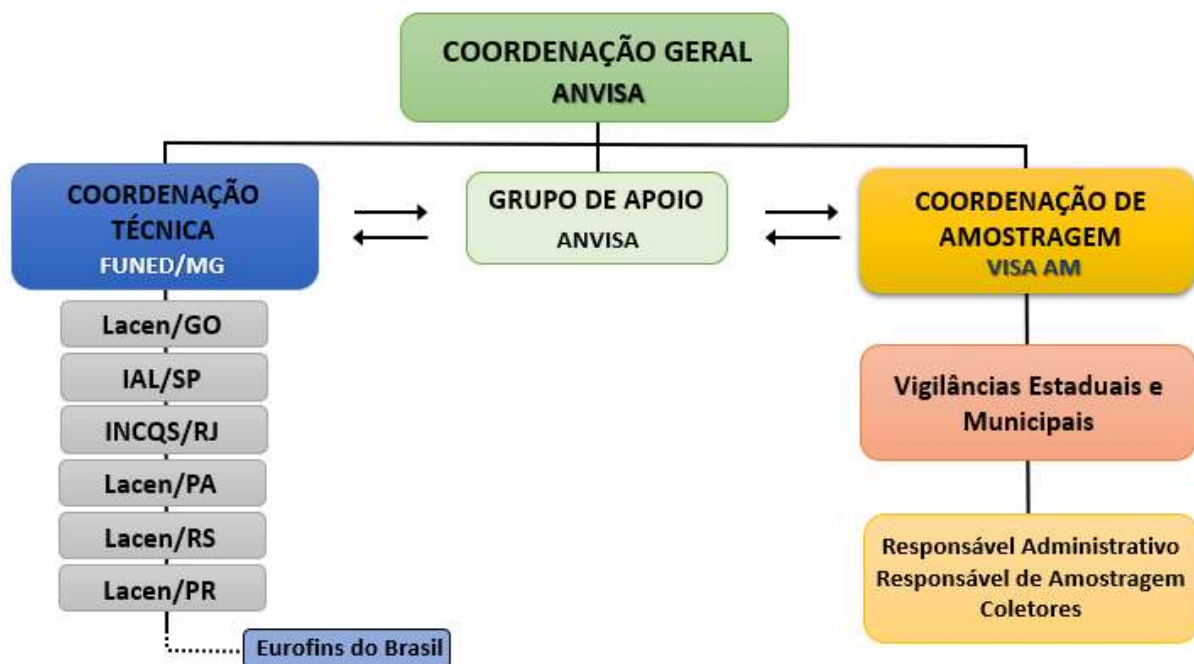 COORDENAÇÃO GERAL
ANVISA
COORDENAÇÃO
TÉCNICA
FUNED/MG
GRUPO DE APOIO
ANVISA
COORDENAÇÃO DE
AMOSTRAGEM
VISA AM
Lacen/GO
IAL/SP
INCQS/RJ
Lacen/PA
Lacen/RS
Lacen/PR
Eurofins do Brasil
Vigilâncias Estaduais e
Municipais
Responsável Administrativo
Responsável de Amostragem
Coletores